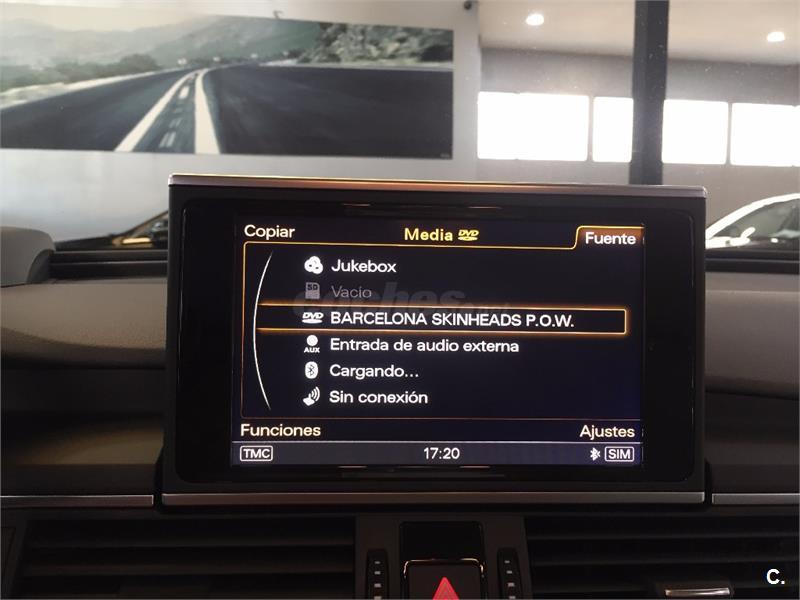 Copiar
Media DVD
Fuente
Jukebox
SD
Vacío
DVD BARCELONA SKINHEADS P.O.W.
AUX
Entrada de audio externa
Cargando...
Sin conexión
Funciones
Ajustes
TMC
17:20
SIM
C.